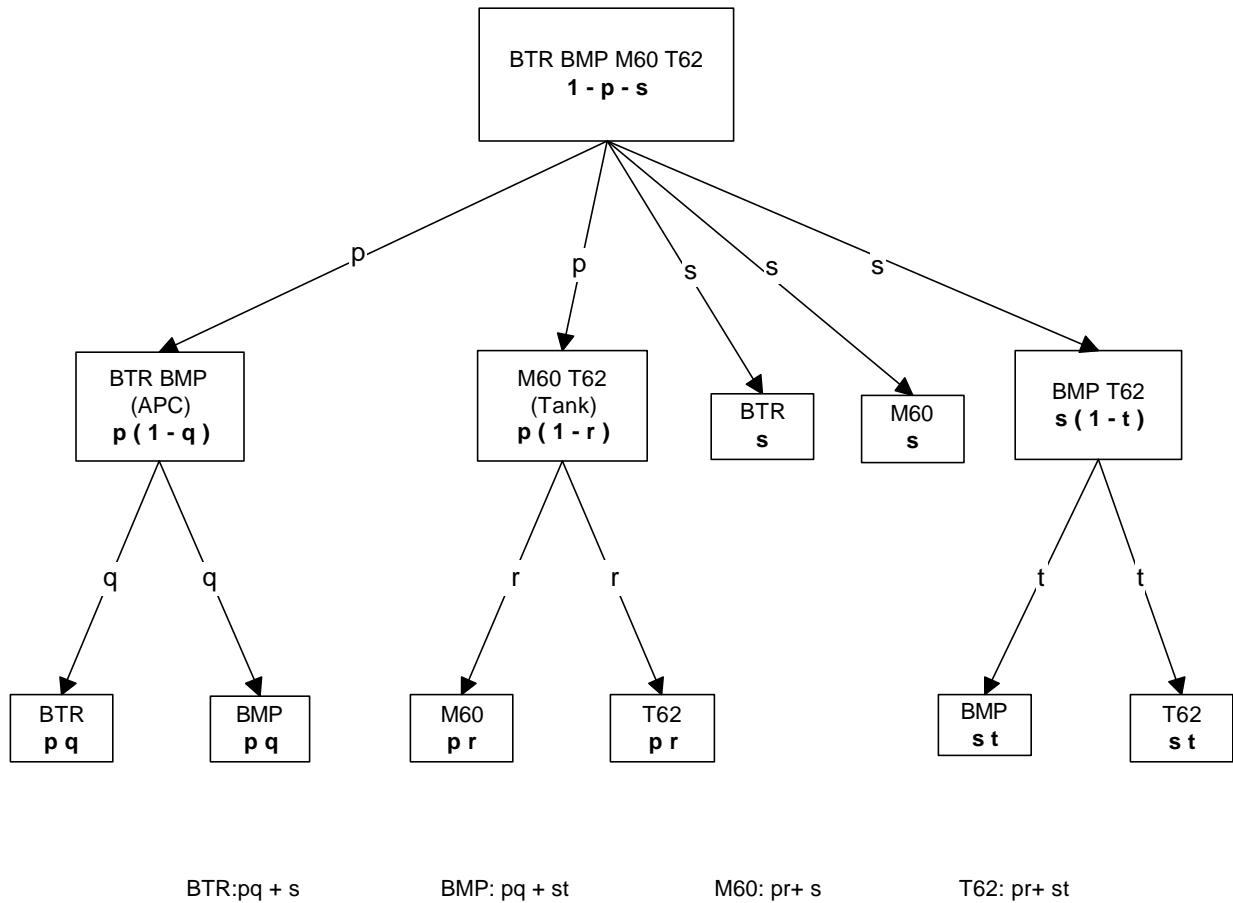 BTR BMP M60 T62
1 - p - s
p
p
s
s
s
BTR BMP
(APC)
p ( 1 - q )
M60 T62
(Tank)
p ( 1 - r )
BTR
s
M60
s
BMP T62
s ( 1 - t )
q
q
r
r
t
t
BTR
p q
BMP
p q
M60
p r
T62
p r
BMP
s t
T62
s t
BTR:pq + s
BMP: pq + st
M60: pr+ s
T62: pr+ st